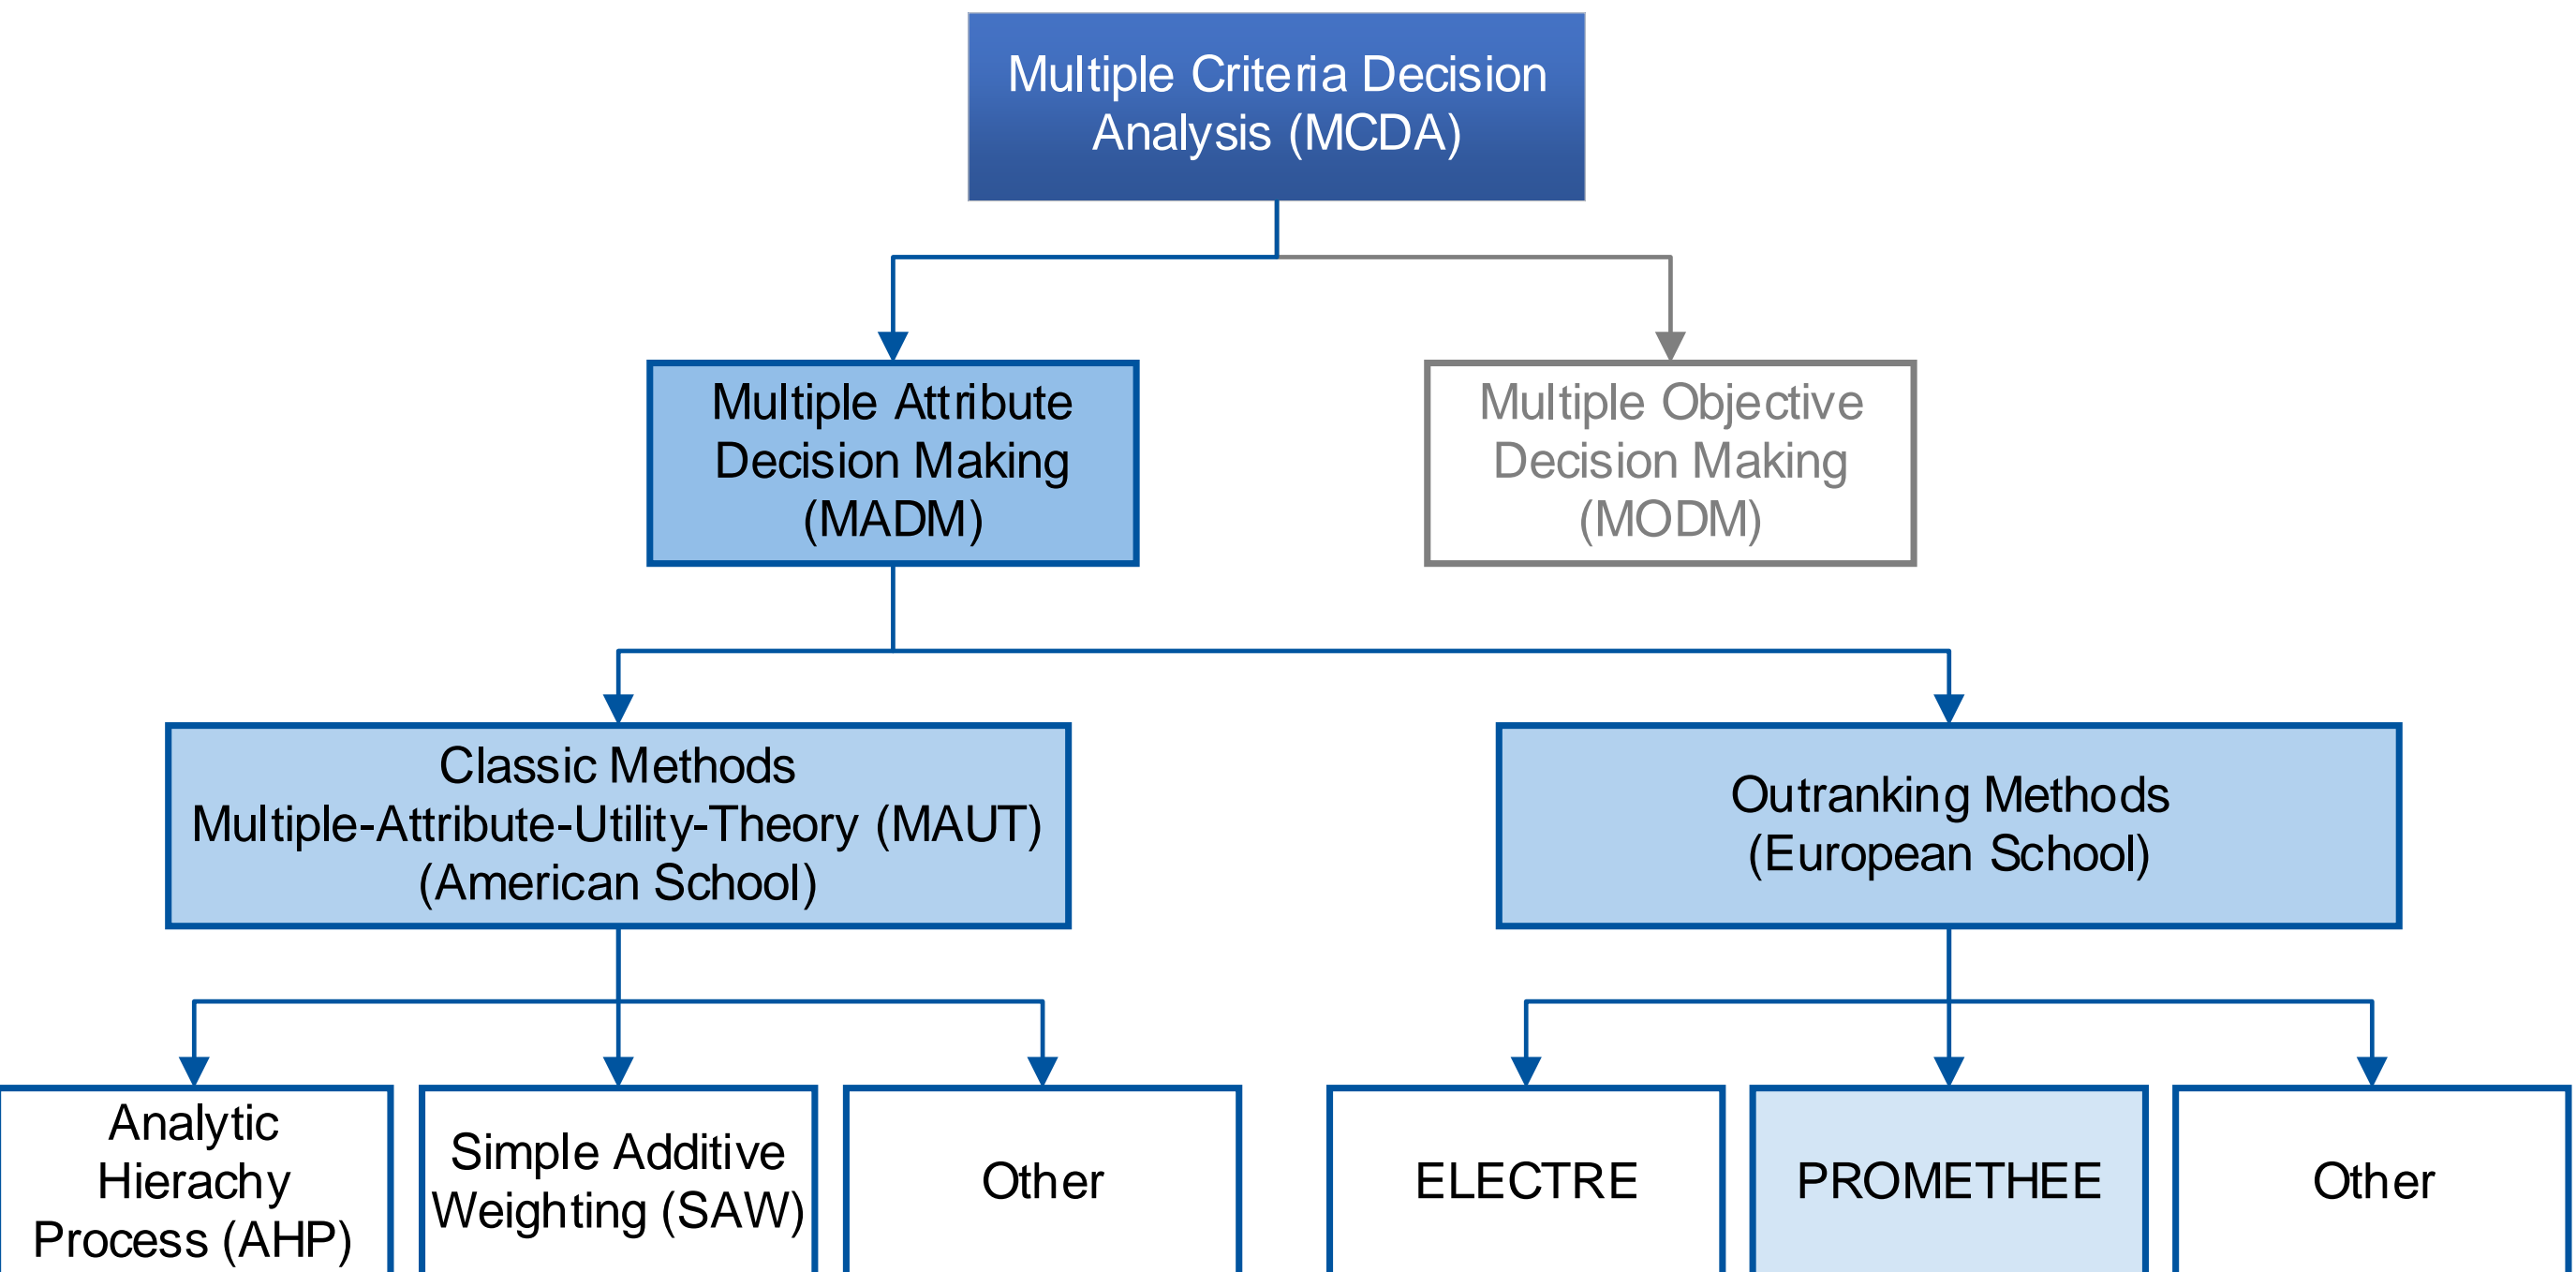 Multiple Criteria Decision
Analysis (MCDA)
Multiple Attribute
Decision Making
(MADM)
Multiple Objective
Decision Making
(MODM)
Classic Methods
Multiple-Attribute-Utility-Theory (MAUT)
(American School)
Outranking Methods
(European School)
Analytic
Hierachy
Process (AHP)
Simple Additive
Weighting (SAW)
Other
ELECTRE
PROMETHEE
Other